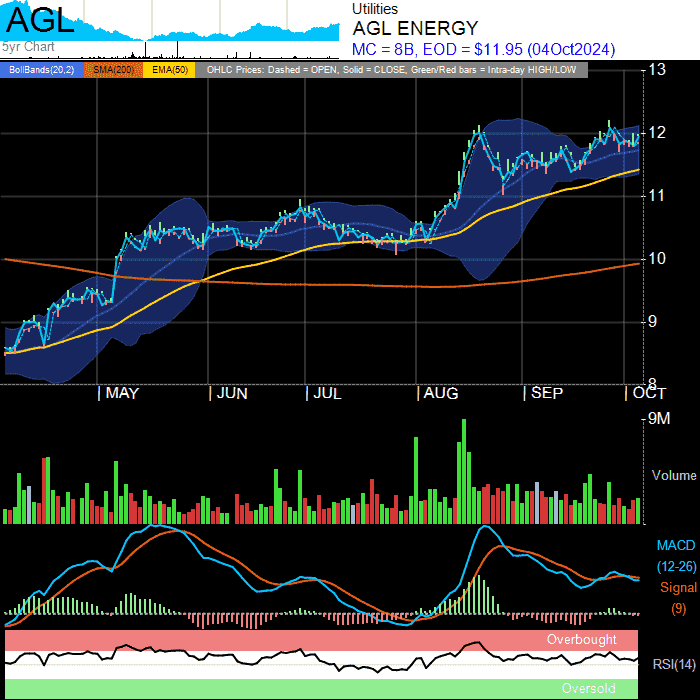 AGL
5yr Chart
Utilities
AGL ENERGY
MC = 8B, EOD = $11.95 (04Oct2024)
BollBands(20,2) SMA(200) EMA(50) OHLC Prices: Dashed = OPEN, Solid = CLOSE, Green/Red bars = Intra-day HIGH/LOW
13
12
11
10
9
8
MAY JUN JUL AUG SEP OCT
9M
Volume
MACD
(12-26)
Signal
(9)
Overbought
RSI(14)
Oversold